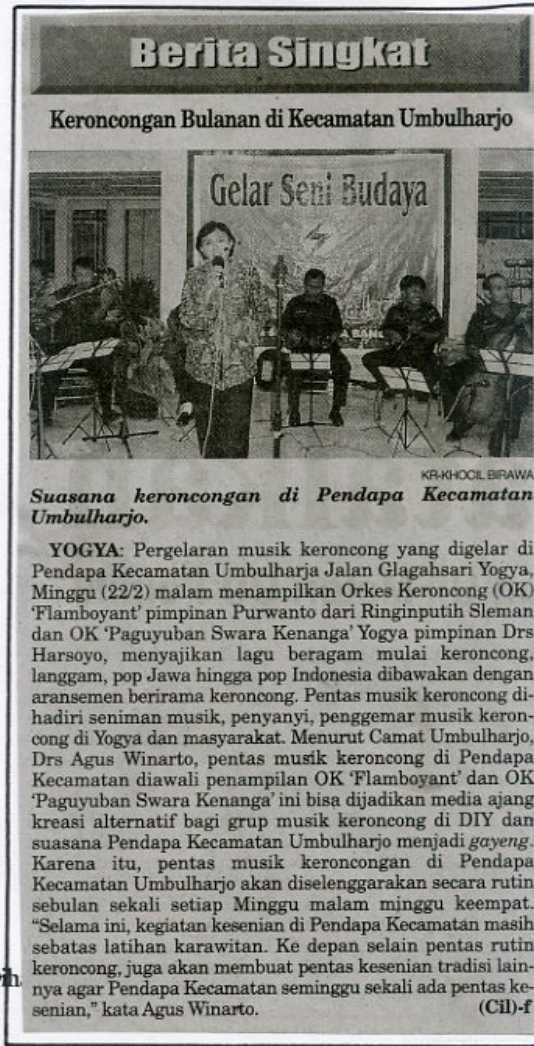 Berita Singkat
Keroncongan Bulanan di Kecamatan Umbulharjo
Gelar Seni Budaya
KR-KHOCIL BIRAWA
Suasana keroncongan di Pendapa Kecamatan
Umbulharjo.
YOGYA: Pergelaran musik keroncong yang digelar di
Pendapa Kecamatan Umbulharja Jalan Glagahsari Yogya,
Minggu (22/2) malam menampilkan Orkes Keroncong (OK)
'Flamboyant' pimpinan Purwanto dari Ringinputih Sleman
dan OK 'Paguyuban Swara Kenanga' Yogya pimpinan Drs
Harsoyo, menyajikan lagu beragam mulai keroncong,
langgam, pop Jawa hingga pop Indonesia dibawakan dengan
aransemen berirama keroncong. Pentas musik keroncong di-
hadiri seniman musik, penyanyi, penggemar musik keron-
cong di Yogya dan masyarakat. Menurut Camat Umbulharjo,
Drs Agus Winarto, pentas musik keroncong di Pendapa
Kecamatan diawali penampilan OK 'Flamboyant' dan OK
'Paguyuban Swara Kenanga' ini bisa dijadikan media ajang
kreasi alternatif bagi grup musik keroncong di DIY dan
suasana Pendapa Kecamatan Umbulharjo menjadi gayeng.
Karena itu, pentas musik keroncongan di Pendapa
Kecamatan Umbulharjo akan diselenggarakan secara rutin
sebulan sekali setiap Minggu malam minggu keempat.
"Selama ini, kegiatan kesenian di Pendapa Kecamatan masih
sebatas latihan karawitan. Ke depan selain pentas rutin
keroncong, juga akan membuat pentas kesenian tradisi lain-
nya agar Pendapa Kecamatan seminggu sekali ada pentas ke-
senian," kata Agus Winarto. (Cil)-f